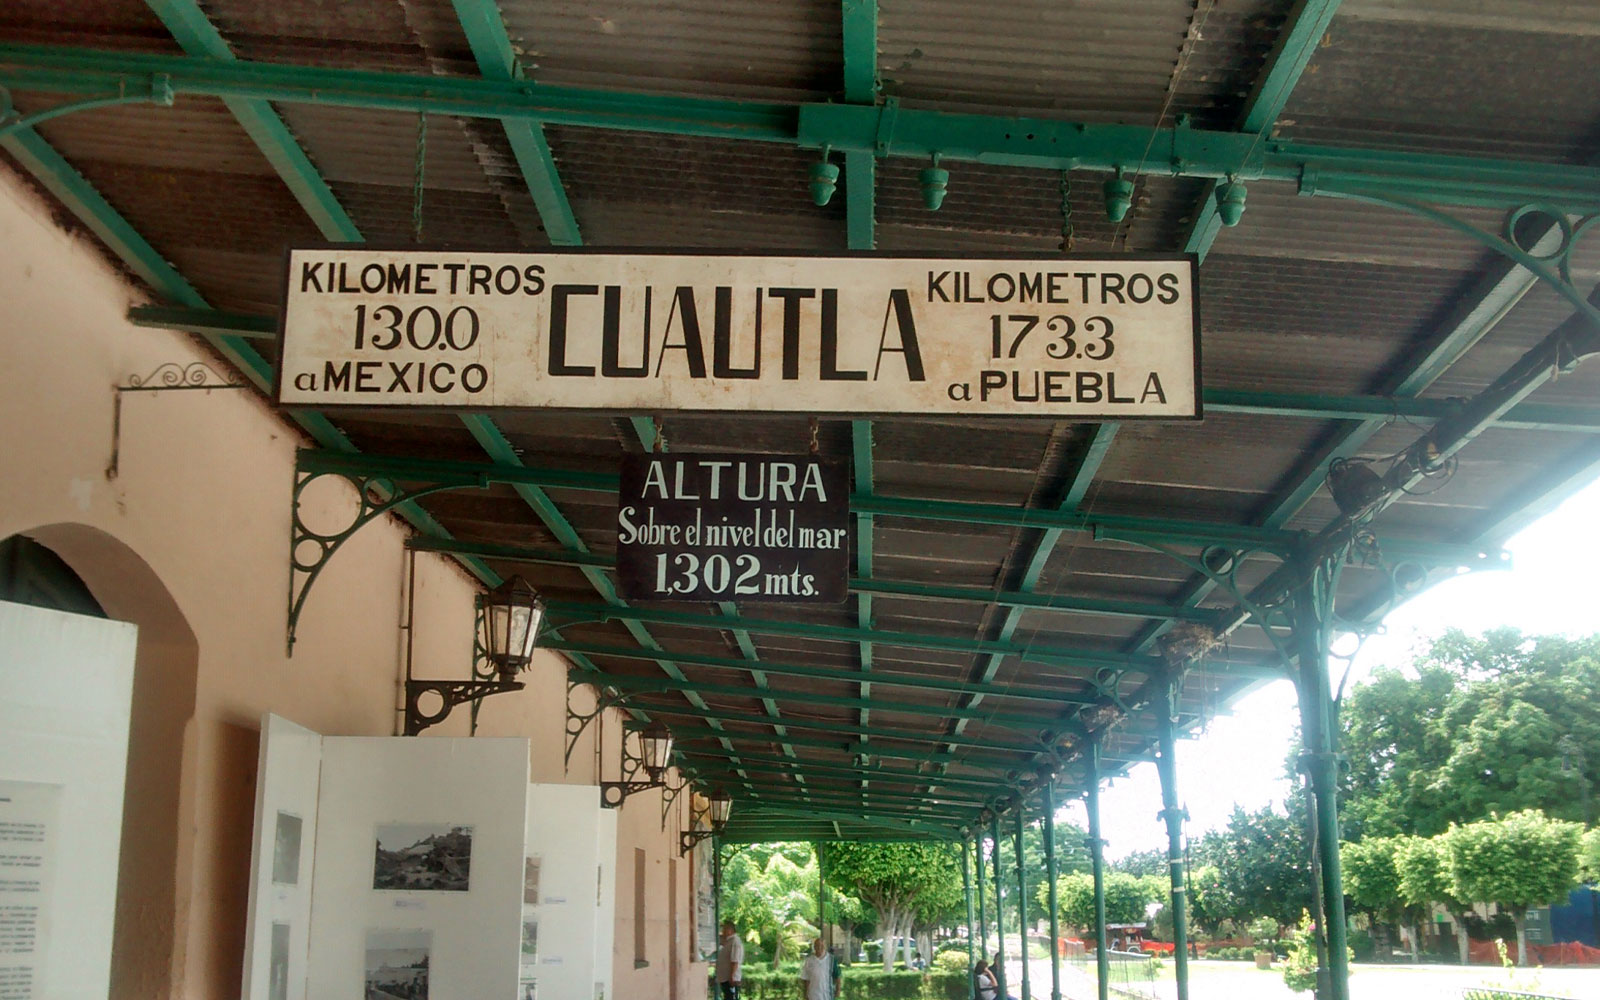 KILOMETROS
130.0
a MEXICO
CUAUTLA
KILOMETROS
173.3
a PUEBLA
ALTURA
Sobre el nivel del mar
1,302 mts.